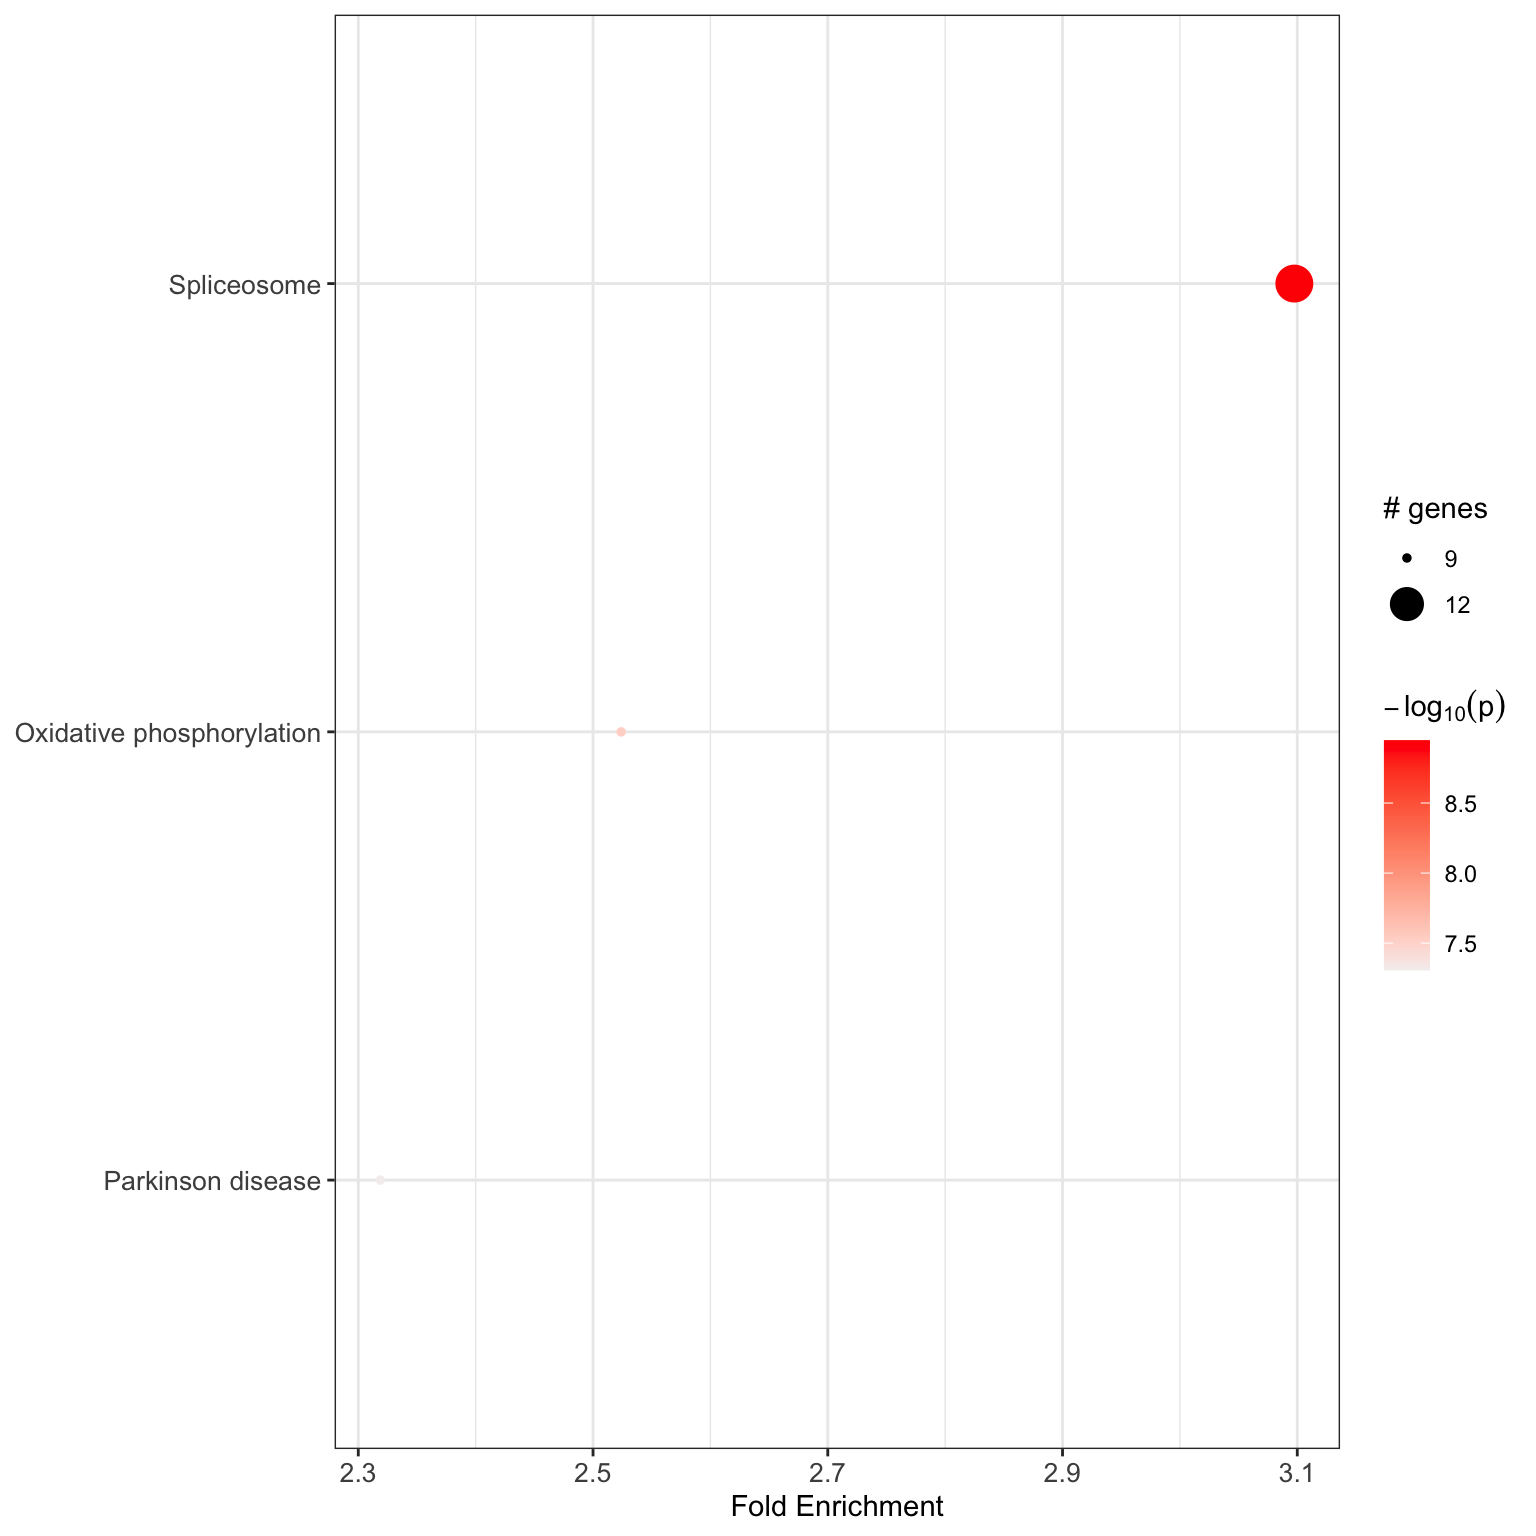 Spliceosome
Oxidative phosphorylation
Parkinson disease
2.3 2.5 2.7 2.9 3.1
Fold Enrichment
# genes
9
12
−log₁₀(p)
8.5
8.0
7.5